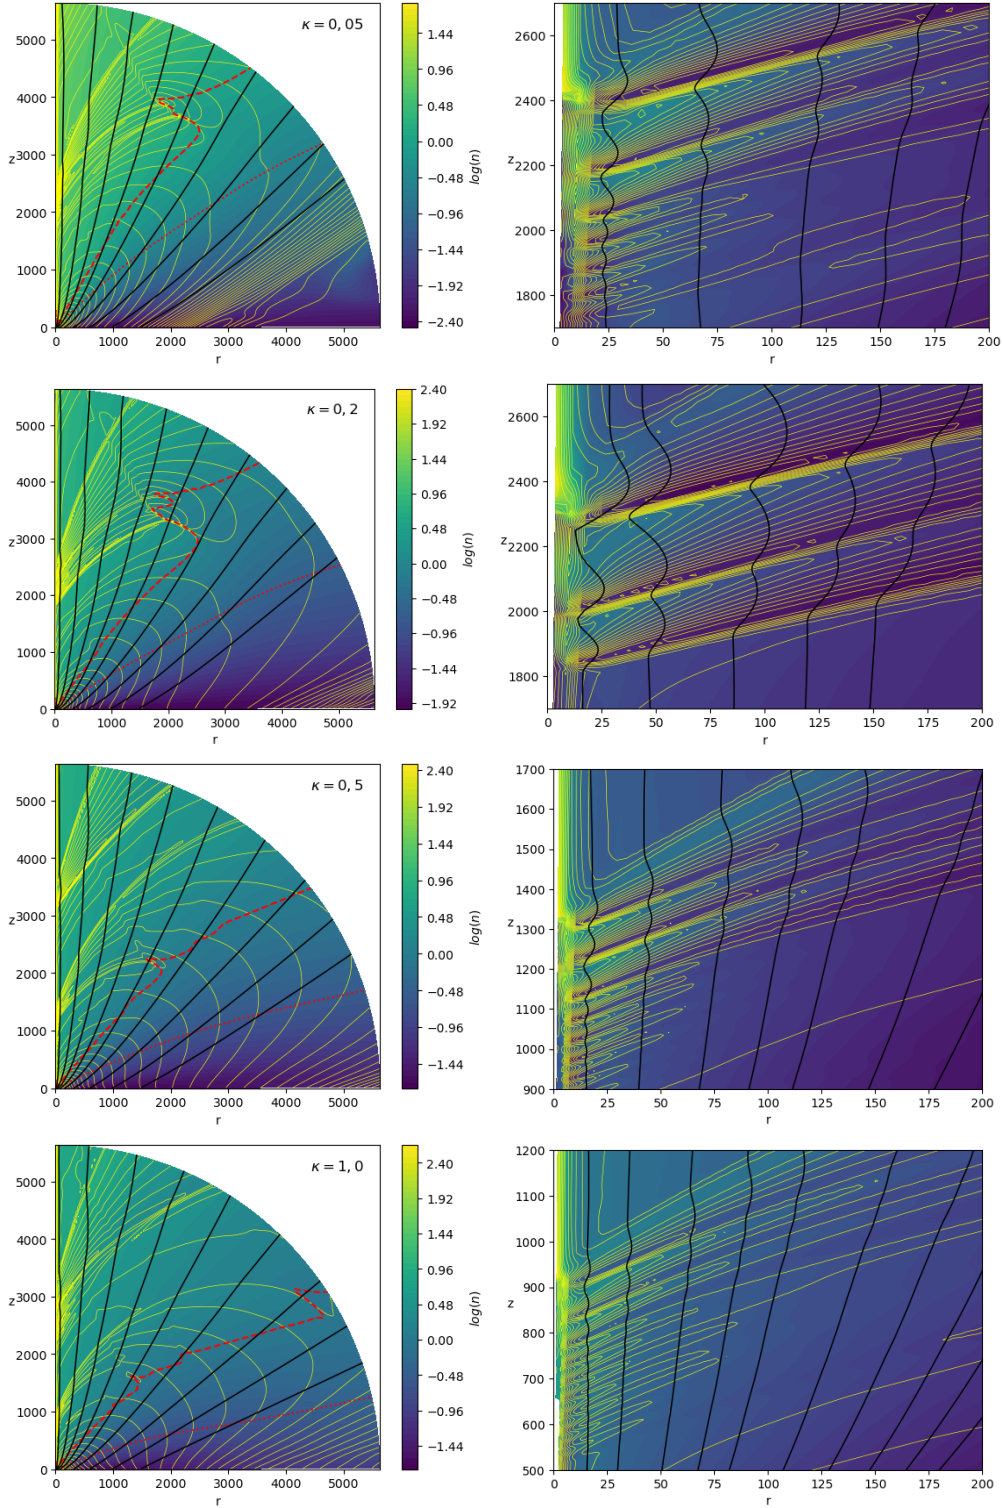 κ = 0, 05
5000
4000
z
3000
2000
1000
0
0 1000 2000 3000 4000 5000
r
1.44
0.96
0.48
0.00
−0.48
−0.96
−1.44
−1.92
−2.40
log(n)
2600
2400
z
2200
2000
1800
0 25 50 75 100 125 150 175 200
r
κ = 0, 2
5000
4000
z
3000
2000
1000
0
0 1000 2000 3000 4000 5000
r
2.40
1.92
1.44
0.96
0.48
0.00
−0.48
−0.96
−1.44
−1.92
log(n)
2600
2400
z
2200
2000
1800
0 25 50 75 100 125 150 175 200
r
κ = 0, 5
5000
4000
z
3000
2000
1000
0
0 1000 2000 3000 4000 5000
r
2.40
1.92
1.44
0.96
0.48
0.00
−0.48
−0.96
−1.44
log(n)
1700
1600
1500
1400
z
1300
1200
1100
1000
900
0 25 50 75 100 125 150 175 200
r
κ = 1, 0
5000
4000
z
3000
2000
1000
0
0 1000 2000 3000 4000 5000
r
2.40
1.92
1.44
0.96
0.48
0.00
−0.48
−0.96
−1.44
log(n)
1200
1100
1000
900
z
800
700
600
500
0 25 50 75 100 125 150 175 200
r